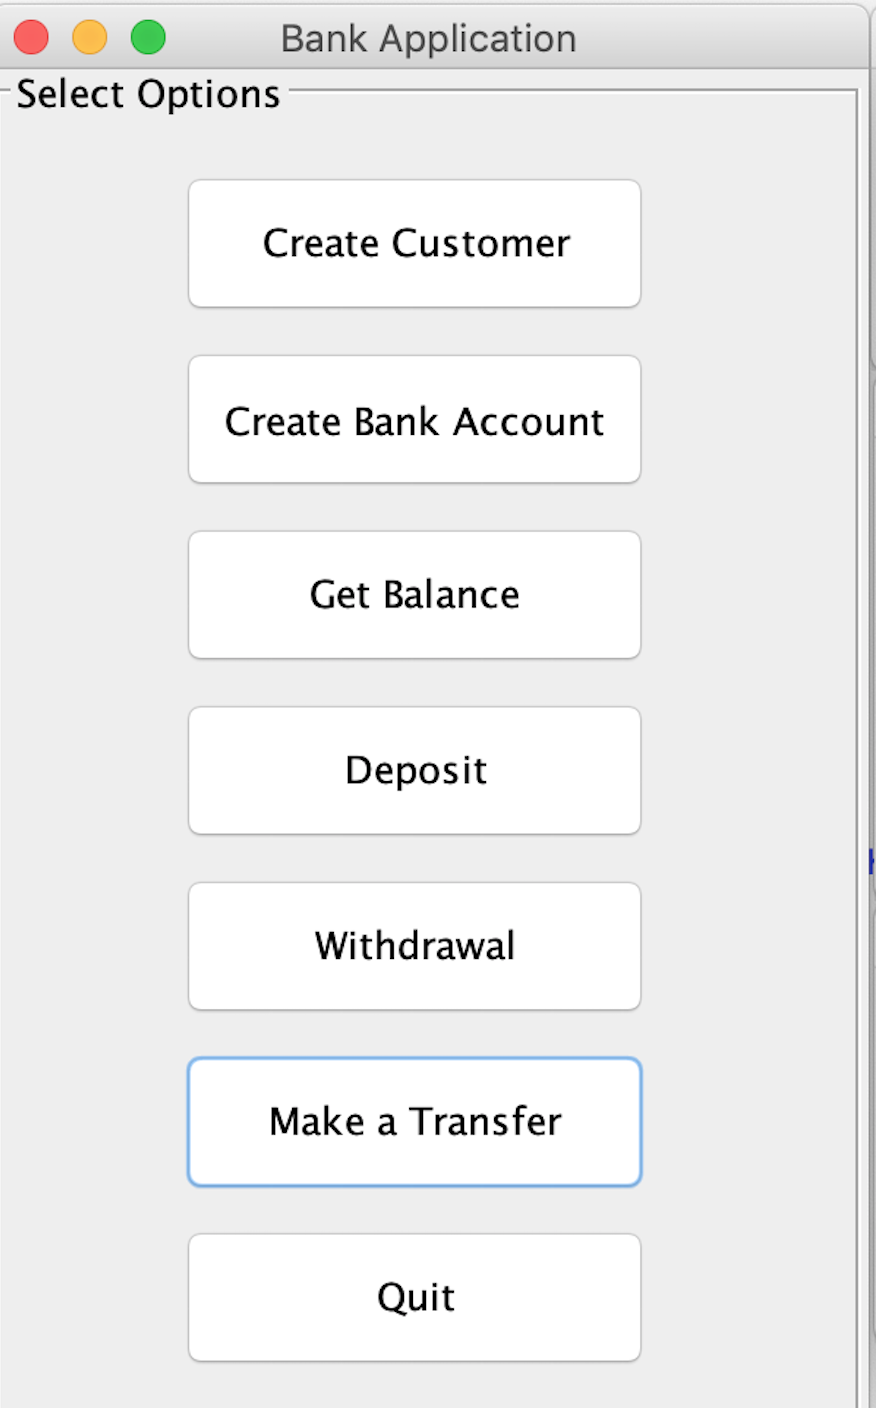 Bank Application
Select Options
Create Customer
Create Bank Account
Get Balance
Deposit
Withdrawal
Make a Transfer
Quit